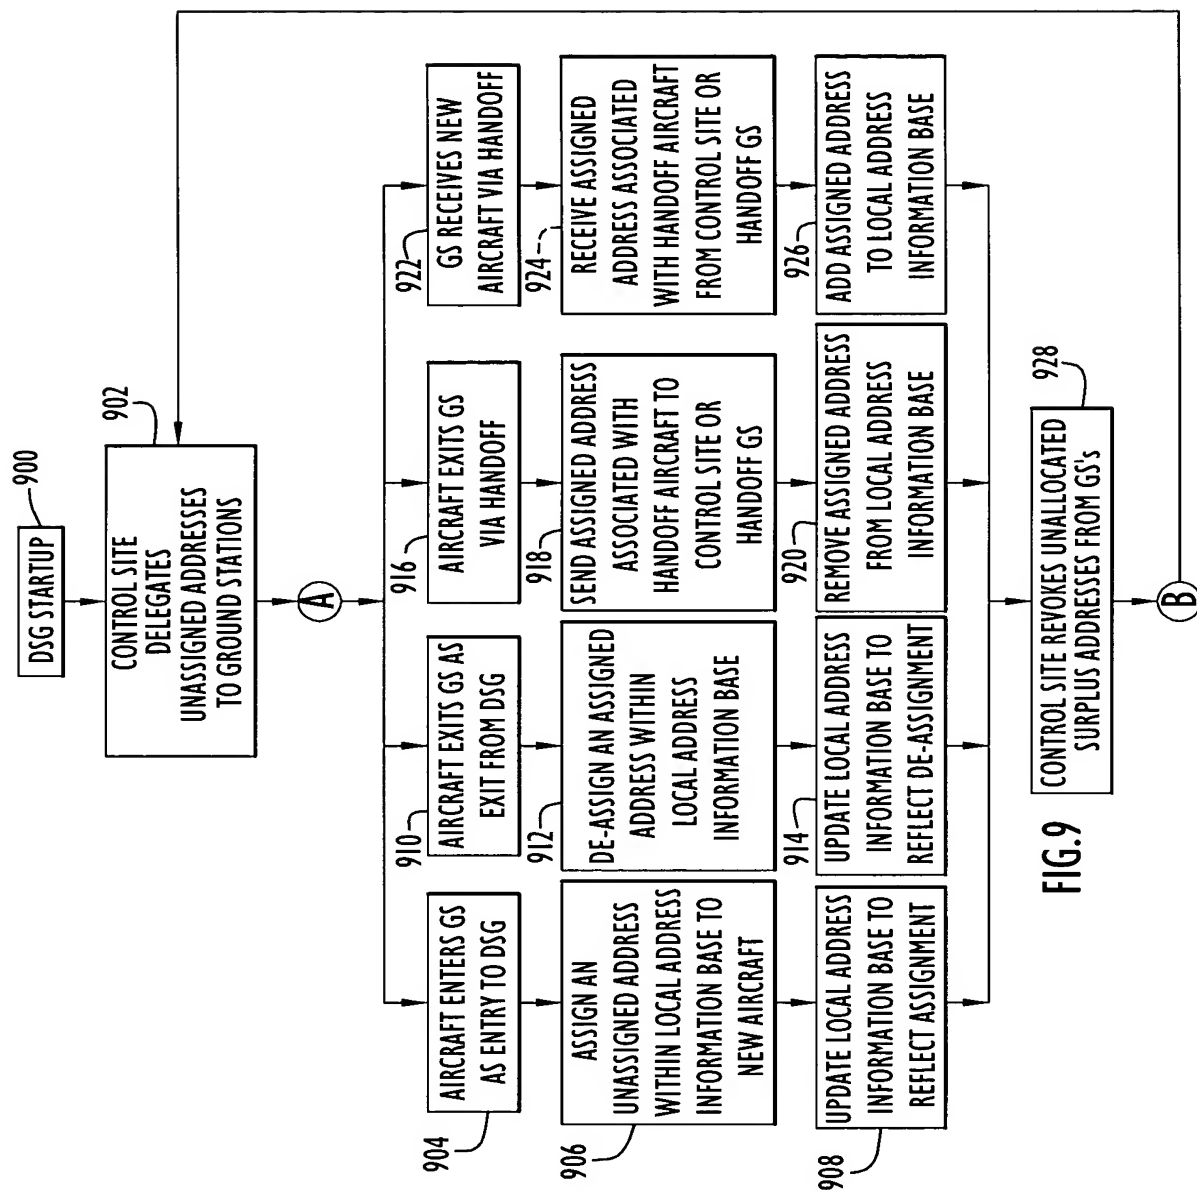 900
DSG STARTUP
902
CONTROL SITE
DELEGATES
UNASSIGNED ADDRESSES
TO GROUND STATIONS
A
904
AIRCRAFT ENTERS GS
AS ENTRY TO DSG
906
ASSIGN AN
UNASSIGNED ADDRESS
WITHIN LOCAL ADDRESS
INFORMATION BASE TO
NEW AIRCRAFT
908
UPDATE LOCAL ADDRESS
INFORMATION BASE TO
REFLECT ASSIGNMENT
910
AIRCRAFT EXITS GS AS
EXIT FROM DSG
912
DE-ASSIGN AN ASSIGNED
ADDRESS WITHIN
LOCAL ADDRESS
INFORMATION BASE
914
UPDATE LOCAL ADDRESS
INFORMATION BASE TO
REFLECT DE-ASSIGNMENT
916
AIRCRAFT EXITS GS
VIA HANDOFF
918
SEND ASSIGNED ADDRESS
ASSOCIATED WITH
HANDOFF AIRCRAFT TO
CONTROL SITE OR
HANDOFF GS
920
REMOVE ASSIGNED ADDRESS
FROM LOCAL ADDRESS
INFORMATION BASE
922
GS RECEIVES NEW
AIRCRAFT VIA HANDOFF
924
RECEIVE ASSIGNED
ADDRESS ASSOCIATED
WITH HANDOFF AIRCRAFT
FROM CONTROL SITE OR
HANDOFF GS
926
ADD ASSIGNED ADDRESS
TO LOCAL ADDRESS
INFORMATION BASE
928
CONTROL SITE REVOKES UNALLOCATED
SURPLUS ADDRESSES FROM GS's
B
FIG.9